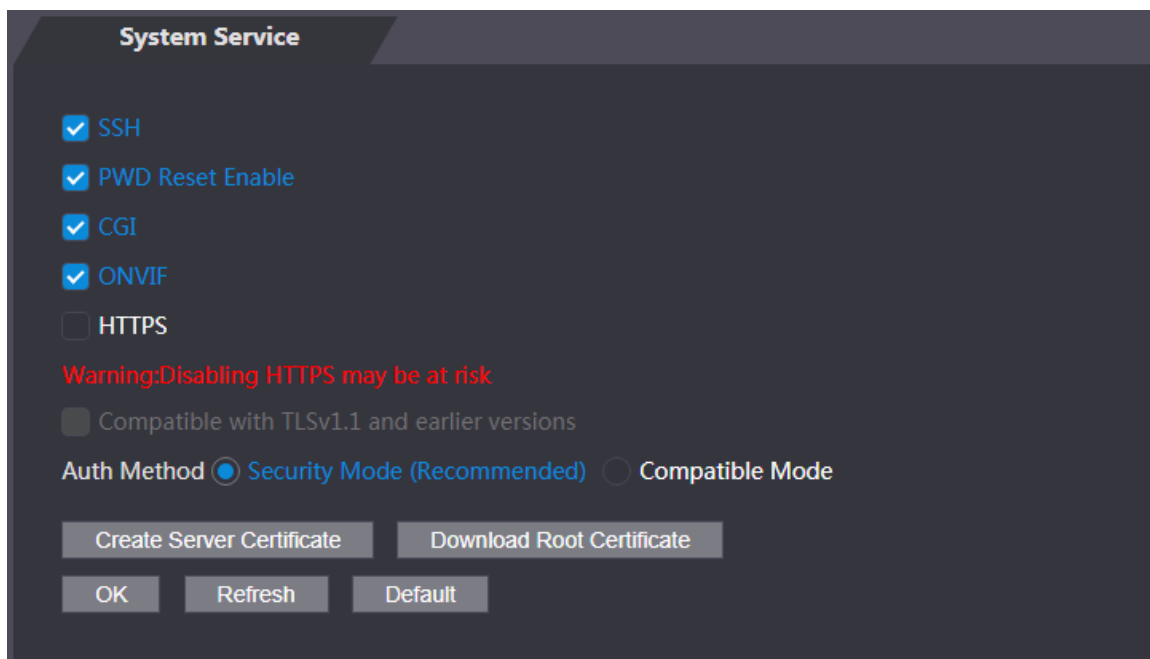 System Service
SSH
PWD Reset Enable
CGI
ONVIF
HTTPS
Warning:Disabling HTTPS may be at risk
Compatible with TLSv1.1 and earlier versions
Auth Method Security Mode (Recommended) Compatible Mode
Create Server Certificate Download Root Certificate
OK Refresh Default